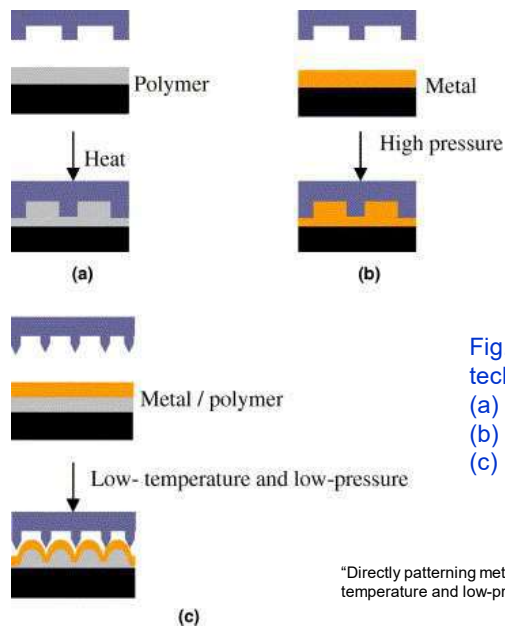 Polymer
Heat
(a)
Metal
High pressure
(b)
Metal / polymer
Low- temperature and low-pressure
(c)
Fig
(a)
(b)
(c)
"Directly patterning met
temperature and low-pr